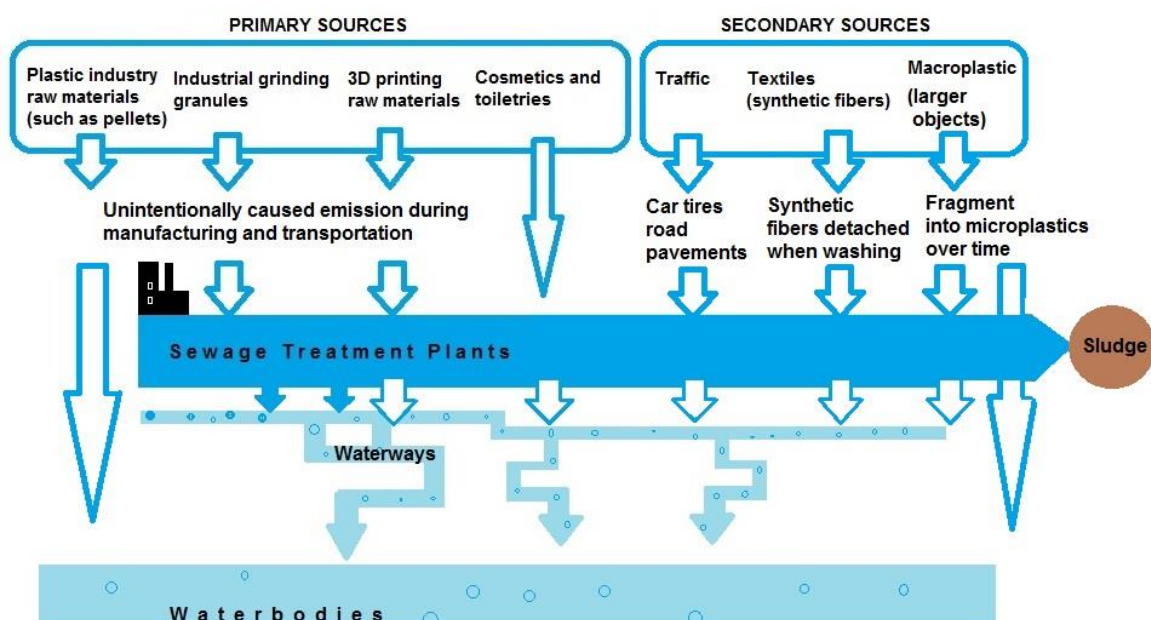 PRIMARY SOURCES
Plastic industry
raw materials
(such as pellets)
Industrial grinding
granules
3D printing
raw materials
Cosmetics and
toiletries
SECONDARY SOURCES
Traffic
Textiles
(synthetic fibers)
Macroplastic
(larger
objects)
Unintentionally caused emission during
manufacturing and transportation
Car tires
road
pavements
Synthetic
fibers detached
when washing
Fragment
into microplastics
over time
Sewage Treatment Plants
Sludge
Waterways
Waterbodies